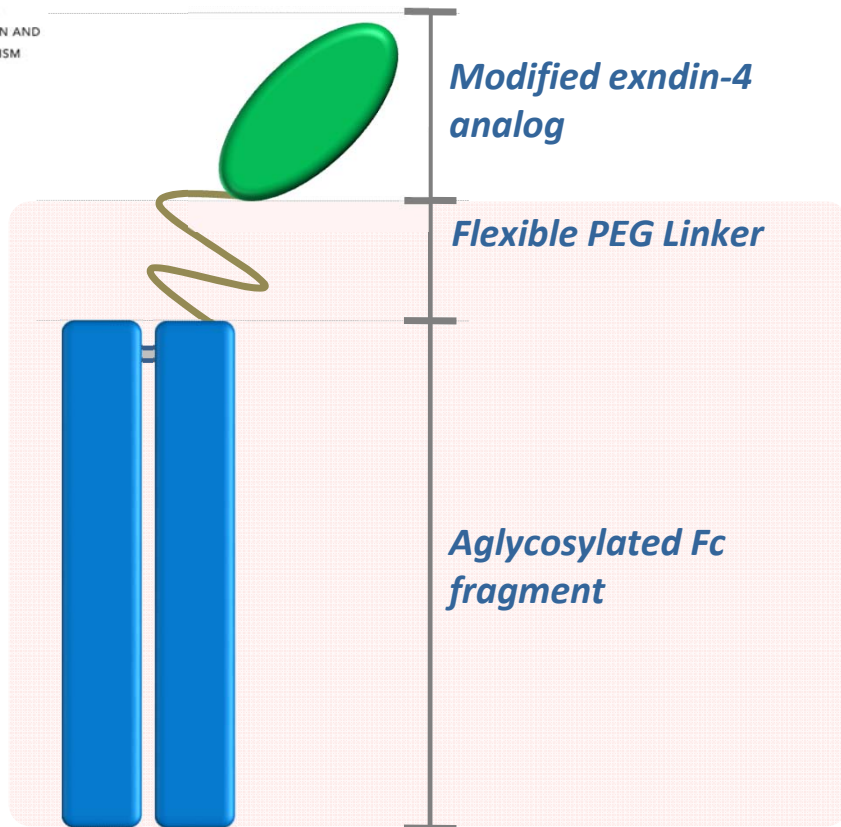 N AND
ISM
Modified exndin-4
analog
Flexible PEG Linker
Aglycosylated Fc
fragment